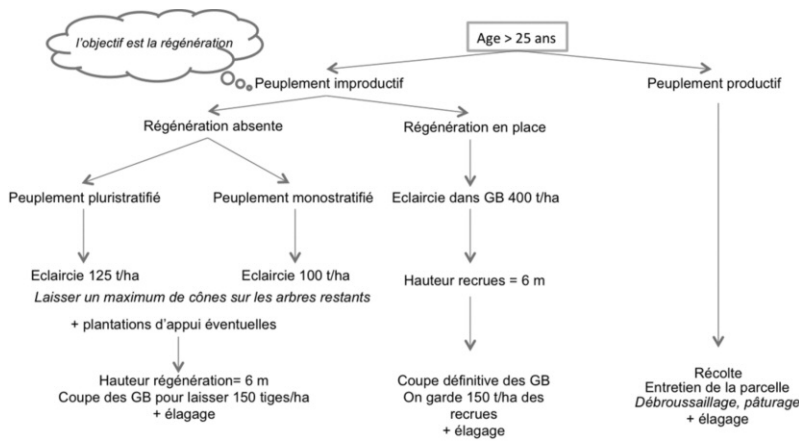 l'objectif est la régénération
Age > 25 ans
Peuplement improductif
Peuplement productif
Régénération absente
Régénération en place
Peuplement pluristratifié
Peuplement monostratifié
Eclaircie dans GB 400 t/ha
Eclaircie 125 t/ha
Eclaircie 100 t/ha
Hauteur recrues = 6 m
Laisser un maximum de cônes sur les arbres restants
+ plantations d'appui éventuelles
Hauteur régénération= 6 m
Coupe des GB pour laisser 150 tiges/ha
+ élagage
Coupe définitive des GB
On garde 150 t/ha des
recrues
+ élagage
Récolte
Entretien de la parcelle
Débroussaillage, pâturage
+ élagage